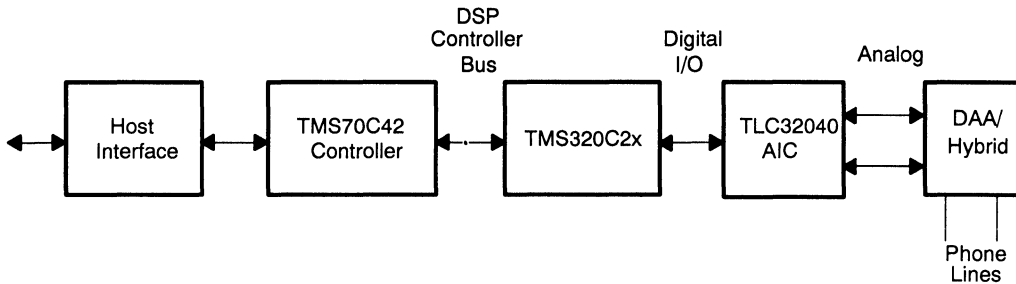 DSP
Controller
Bus
Digital
I/O
Analog
Host
Interface
TMS70C42
Controller
TMS320C2x
TLC32040
AIC
DAA/
Hybrid
Phone
Lines